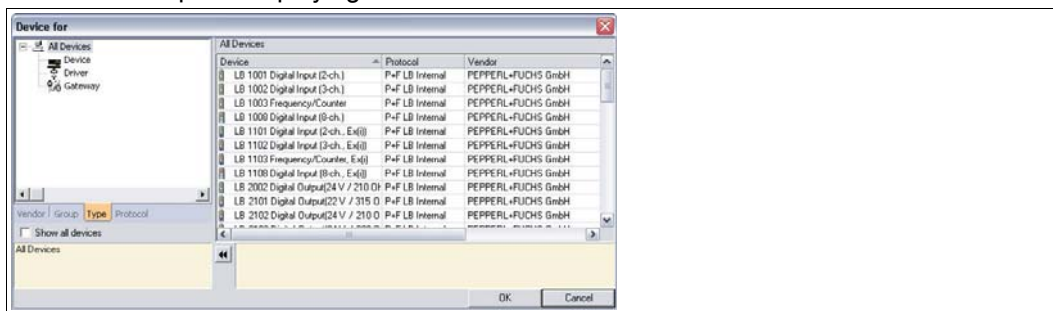 Device for
All Devices
Device
Driver
Gateway
Vendor Group Type Protocol
Show all devices
All Devices
All Devices
Device Protocol Vendor
LB 1001 Digital Input (2-ch.) P+F LB Internal PEPPERL+FUCHS GmbH
LB 1002 Digital Input (3-ch.) P+F LB Internal PEPPERL+FUCHS GmbH
LB 1003 Frequency/Counter P+F LB Internal PEPPERL+FUCHS GmbH
LB 1008 Digital Input (8-ch.) P+F LB Internal PEPPERL+FUCHS GmbH
LB 1101 Digital Input (2-ch., Ex(i)) P+F LB Internal PEPPERL+FUCHS GmbH
LB 1102 Digital Input (3-ch., Ex(i)) P+F LB Internal PEPPERL+FUCHS GmbH
LB 1103 Frequency/Counter, Ex(i) P+F LB Internal PEPPERL+FUCHS GmbH
LB 1108 Digital Input (8-ch., Ex(i)) P+F LB Internal PEPPERL+FUCHS GmbH
LB 2002 Digital Output(24 V / 210 Oh P+F LB Internal PEPPERL+FUCHS GmbH
LB 2101 Digital Output(22 V / 315 O P+F LB Internal PEPPERL+FUCHS GmbH
LB 2102 Digital Output(24 V / 210 O P+F LB Internal PEPPERL+FUCHS GmbH
OK Cancel